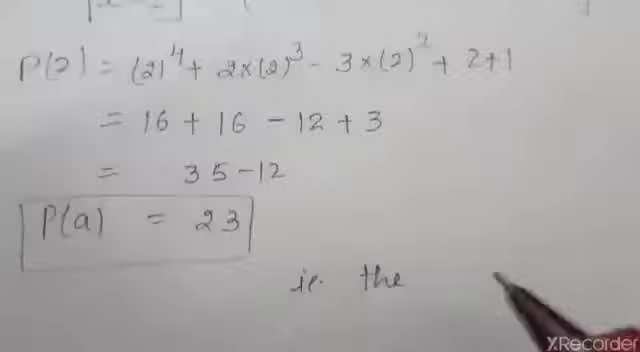 P(2) = (2)^4 + 2×(2)^3 - 3×(2)^2 + 2+1
= 16 + 16 - 12 + 3
= 35-12
P(a) = 23
is the
XRecorder